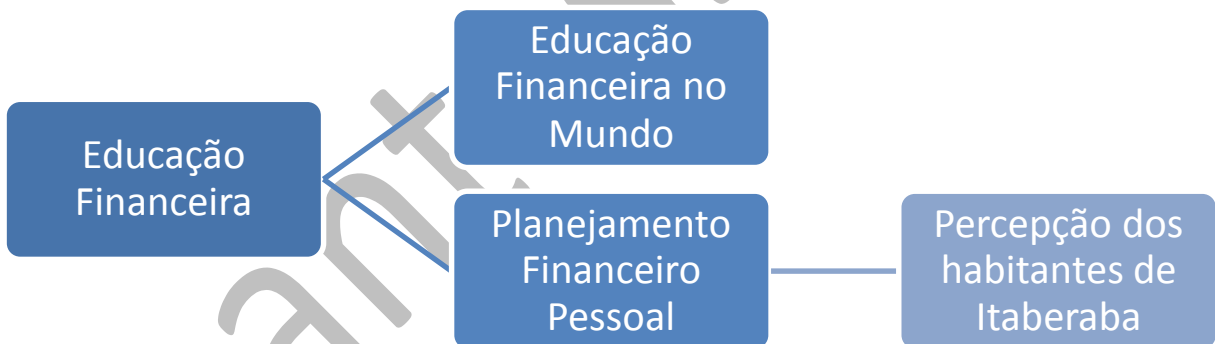 Educação
Financeira
Educação
Financeira no
Mundo
Planejamento
Financeiro
Pessoal
Percepção dos
habitantes de
Itaberaba